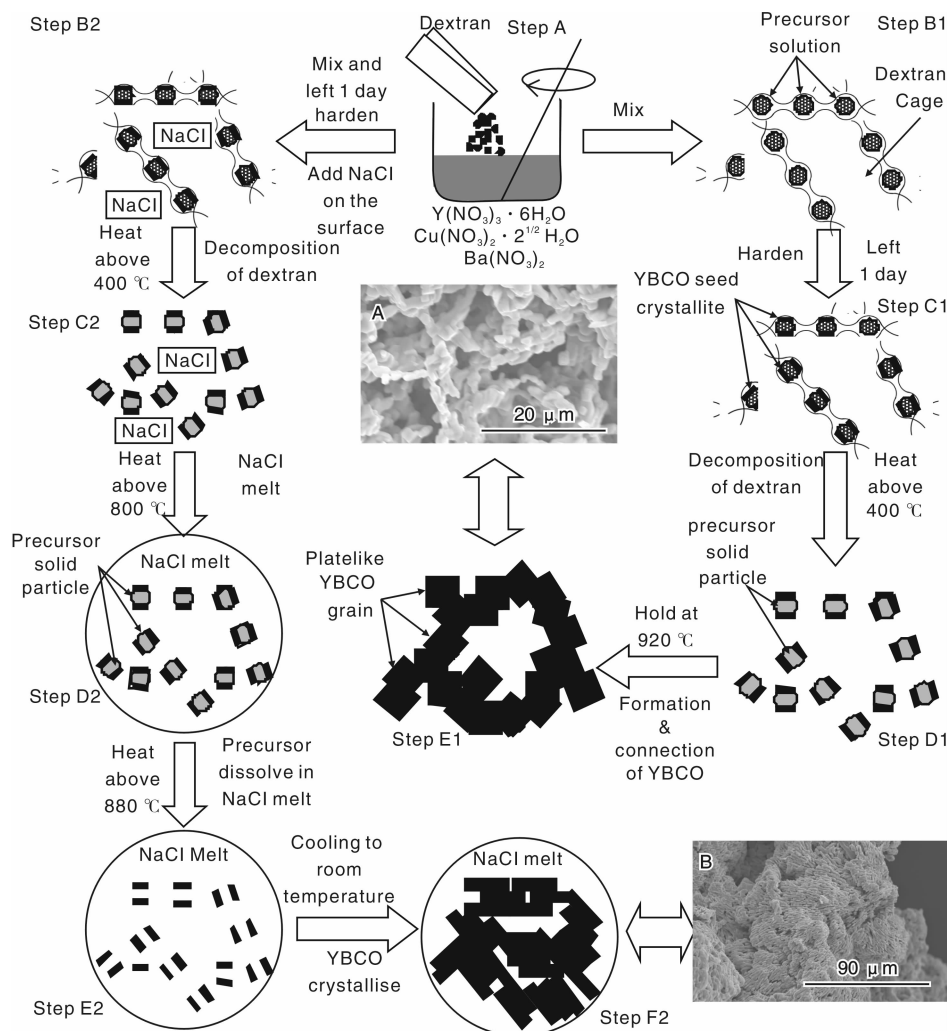 Step B2
Dextran
Step A
Precursor
solution
Step B1
Mix and
left 1 day
harden
Mix
Dextran
Cage
NaCl
NaCl
Add NaCl
on the
surface
Y(NO₃)₃ · 6H₂O
Cu(NO₃)₂ · 2^{1/2} H₂O
Ba(NO₃)₂
Heat
above
400 ℃
Decomposition
of dextran
Harden
Left
1 day
YBCO seed
crystallite
Step C1
Step C2
NaCl
NaCl
A
20 μm
Heat
above
800 ℃
NaCl
melt
Decomposition
of dextran
Heat
above
400 ℃
Precursor
solid
particle
NaCl melt
Step D2
Platelike
YBCO
grain
Step E1
precursor
solid
particle
Hold at
920 ℃
Formation
&
connection
of YBCO
Step D1
Heat
above
880 ℃
Precursor
dissolve in
NaCl melt
NaCl Melt
Step E2
Cooling to
room
temperature
YBCO
crystallise
NaCl melt
Step F2
B
90 μm